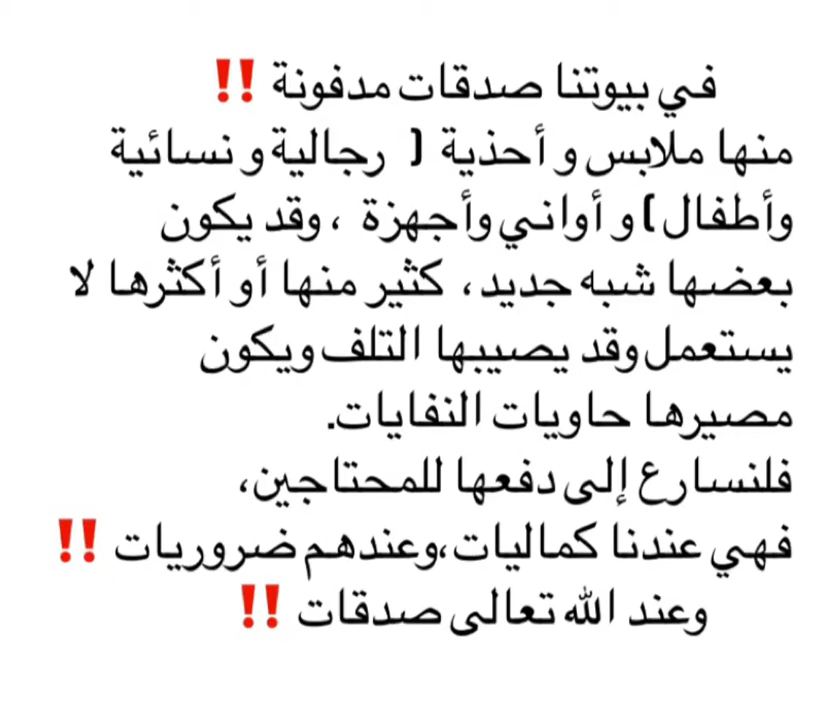 في بيوتنا صدقات مدفونة ‼️
منها ملابس و أحذية ( رجالية و نسائية
وأطفال ) و أواني وأجهزة ، وقد يكون
بعضها شبه جديد، كثير منها أو أكثرها لا
يستعمل وقد يصيبها التلف ويكون
مصيرها حاويات النفايات.
فلنسارع إلى دفعها للمحتاجين،
فهي عندنا كماليات،وعندهم ضروريات ‼️
وعند الله تعالى صدقات ‼️